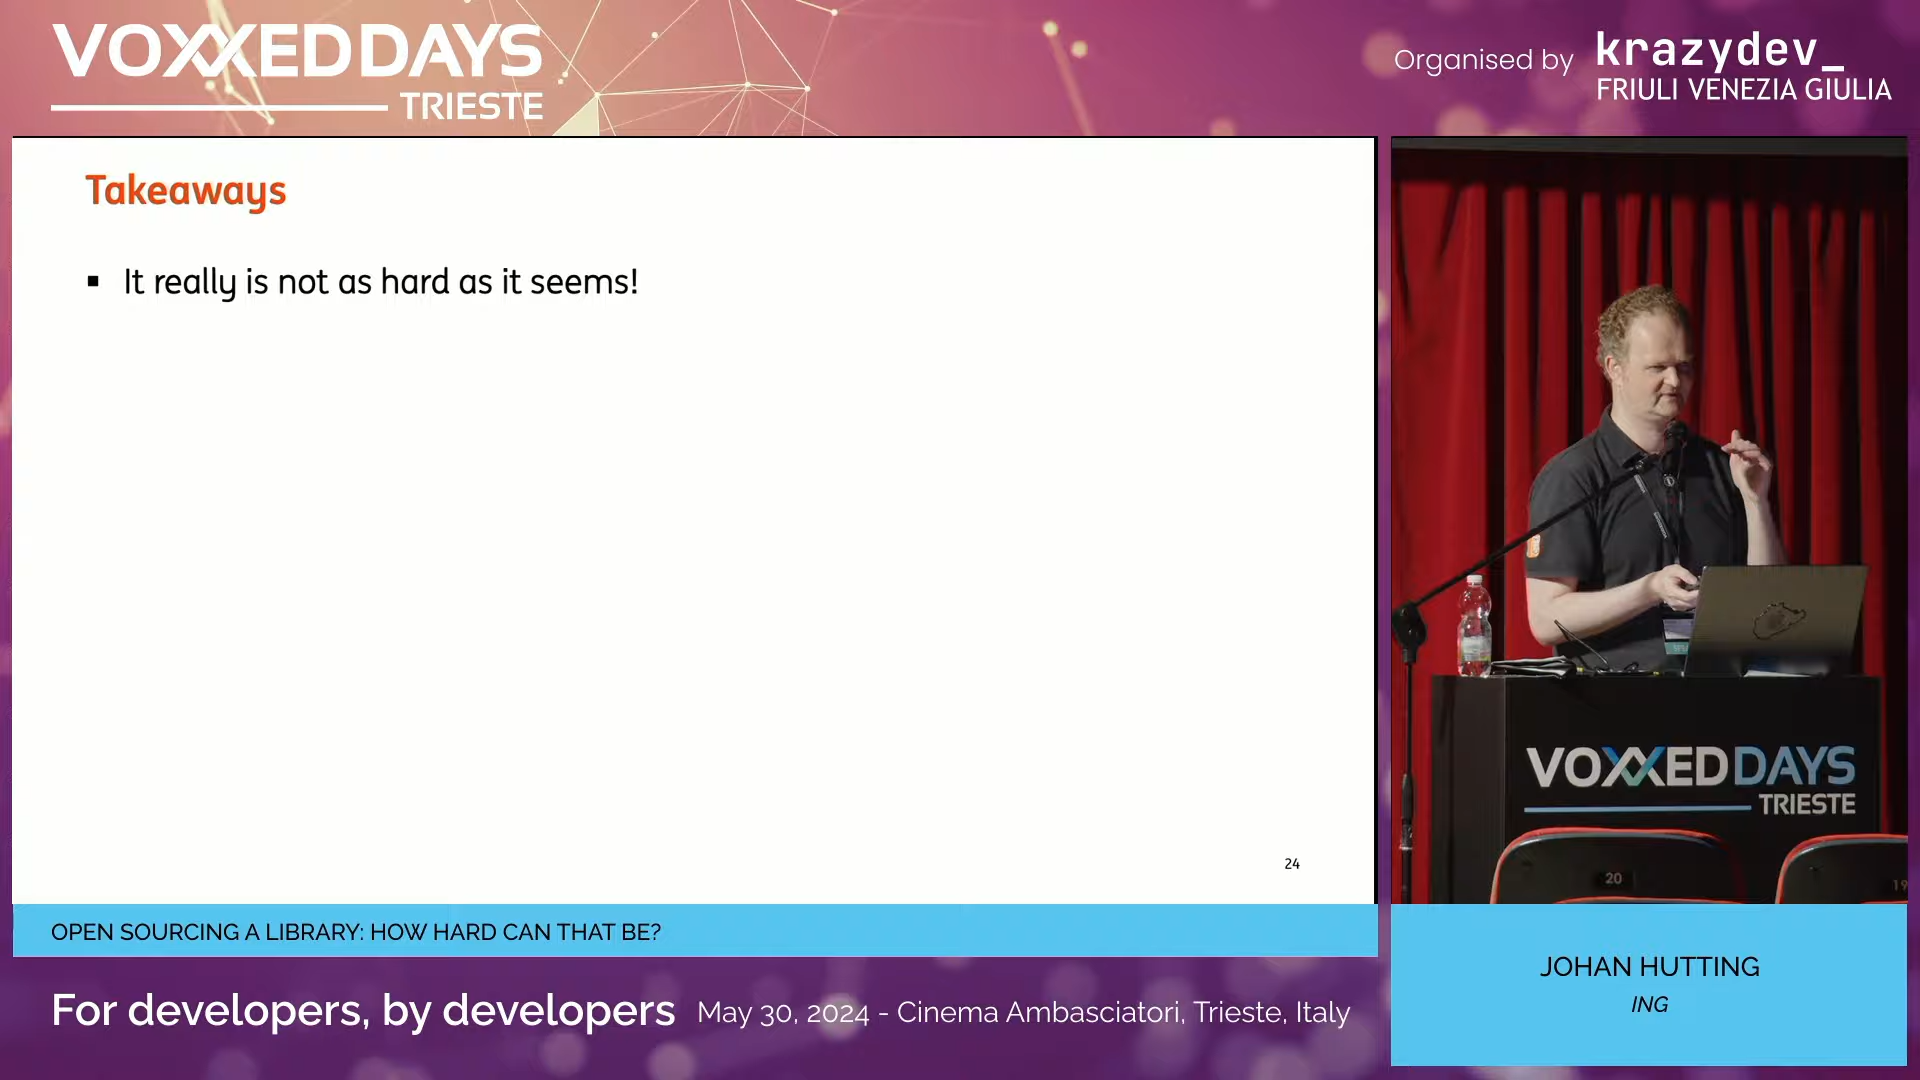 VOXXEDDAYS
TRIESTE
Organised by
krazydev_
FRIULI VENEZIA GIULIA
Takeaways
▪ It really is not as hard as it seems!
24
VOXXEDDAYS
TRIESTE
20
19
OPEN SOURCING A LIBRARY: HOW HARD CAN THAT BE?
JOHAN HUTTING
ING
For developers, by developers
May 30, 2024 - Cinema Ambasciatori, Trieste, Italy